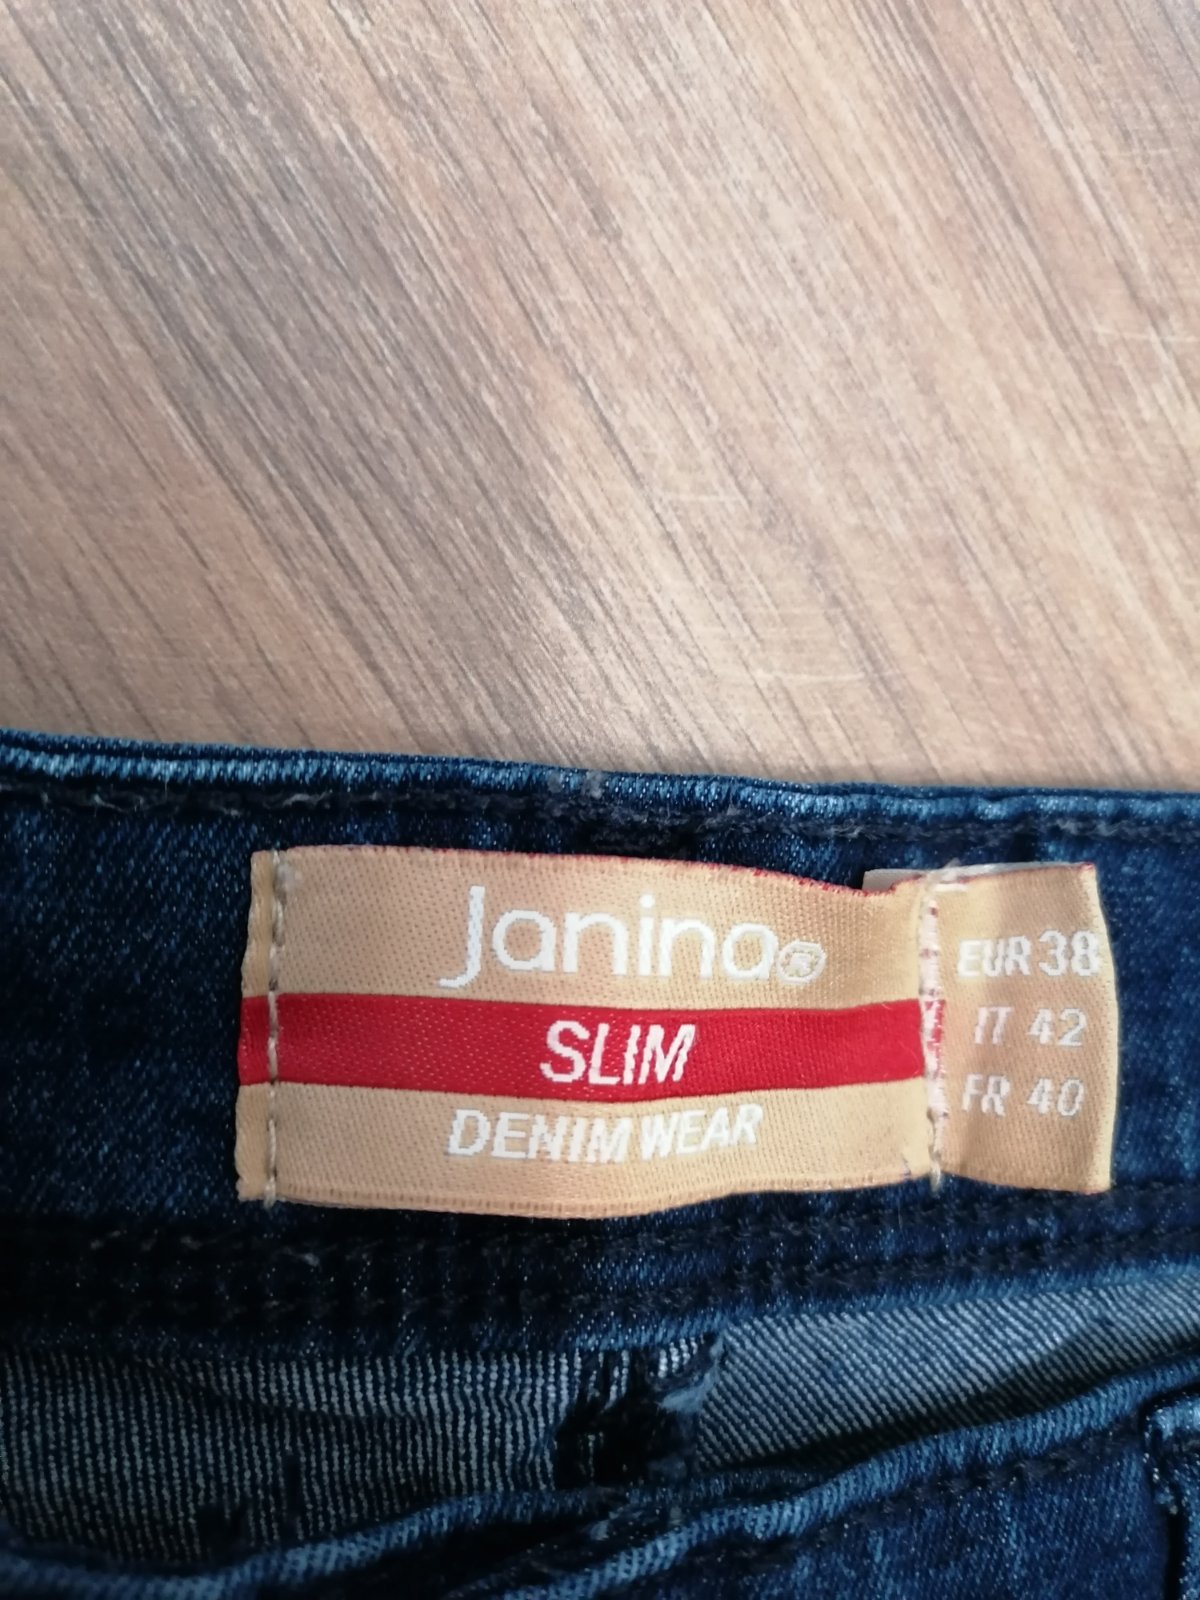 Janina®
SLIM
DENIM WEAR
EUR 38
IT 42
FR 40